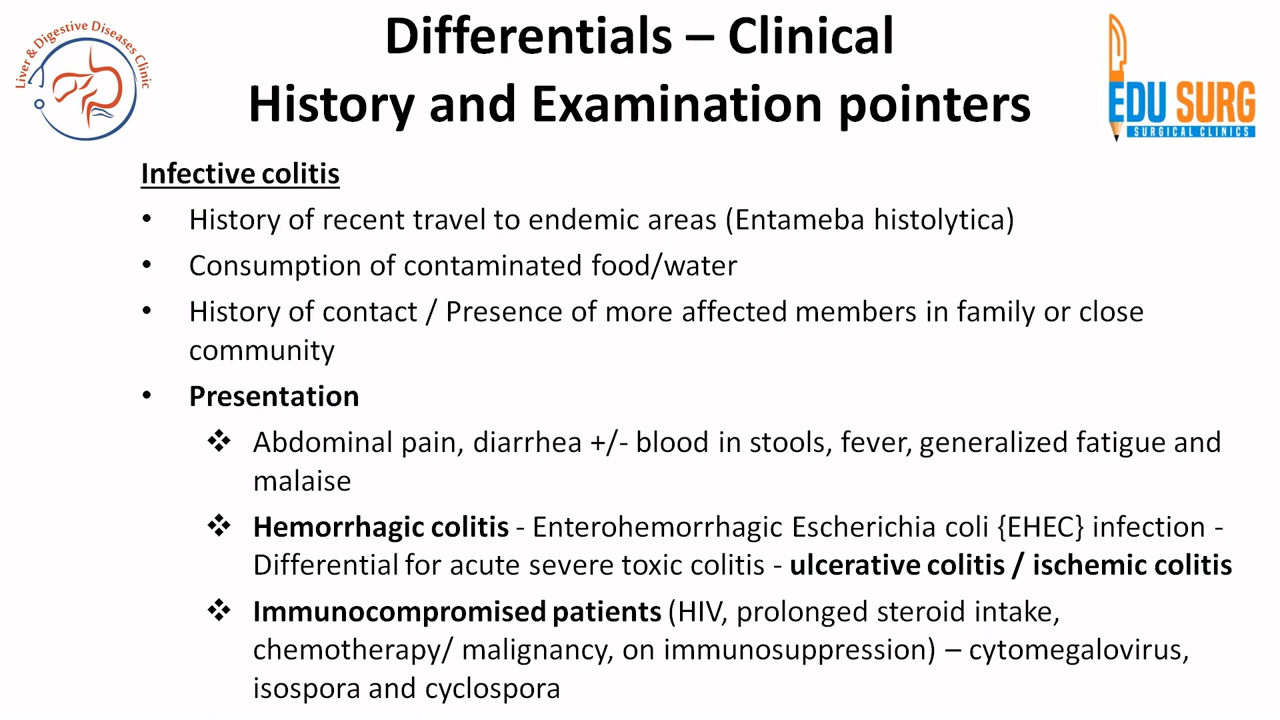 Differentials – Clinical
History and Examination pointers
Liver & Digestive Diseases Clinic
EDU SURG
SURGICAL CLINICS
Infective colitis
• History of recent travel to endemic areas (Entameba histolytica)
• Consumption of contaminated food/water
• History of contact / Presence of more affected members in family or close
community
• Presentation
❖ Abdominal pain, diarrhea +/- blood in stools, fever, generalized fatigue and
malaise
❖ Hemorrhagic colitis - Enterohemorrhagic Escherichia coli {EHEC} infection -
Differential for acute severe toxic colitis - ulcerative colitis / ischemic colitis
❖ Immunocompromised patients (HIV, prolonged steroid intake,
chemotherapy/ malignancy, on immunosuppression) – cytomegalovirus,
isospora and cyclospora